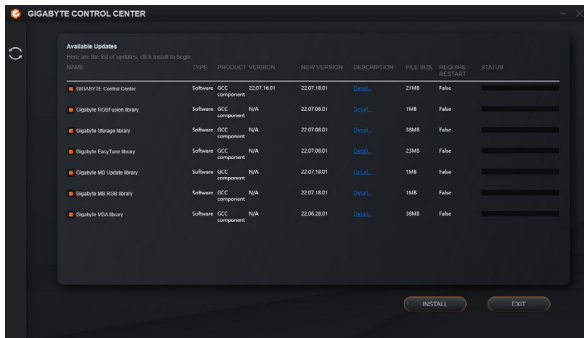 GIGABYTE CONTROL CENTER
Available Updates
Here are the list of updates, click install to begin.
NAME TYPE PRODUCT VERSION NEW VERSION DESCRIPTION FILE SIZE REQUIRE RESTART STATUS
GIGABYTE Control Center Software GCC component 22.07.16.01 22.07.18.01 Detail... 21MB False
Gigabyte RGBFusion library Software GCC component N/A 22.07.08.01 Detail... 1MB False
Gigabyte Storage library Software GCC component N/A 22.07.08.01 Detail... 38MB False
Gigabyte EasyTune library Software GCC component N/A 22.07.08.01 Detail... 23MB False
Gigabyte MB Update library Software GCC component N/A 22.07.18.01 Detail... 1MB False
Gigabyte MB RGB library Software GCC component N/A 22.07.18.01 Detail... 1MB False
Gigabyte VGA library Software GCC component N/A 22.06.28.01 Detail... 38MB False
INSTALL EXIT